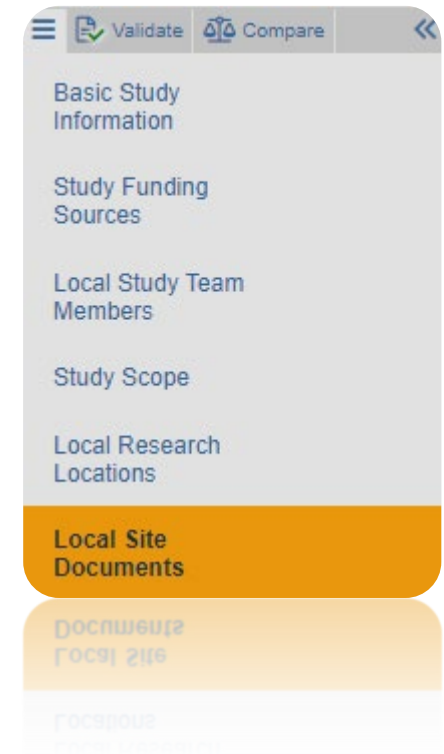 Validate Compare
Basic Study
Information
Study Funding
Sources
Local Study Team
Members
Study Scope
Local Research
Locations
Local Site
Documents